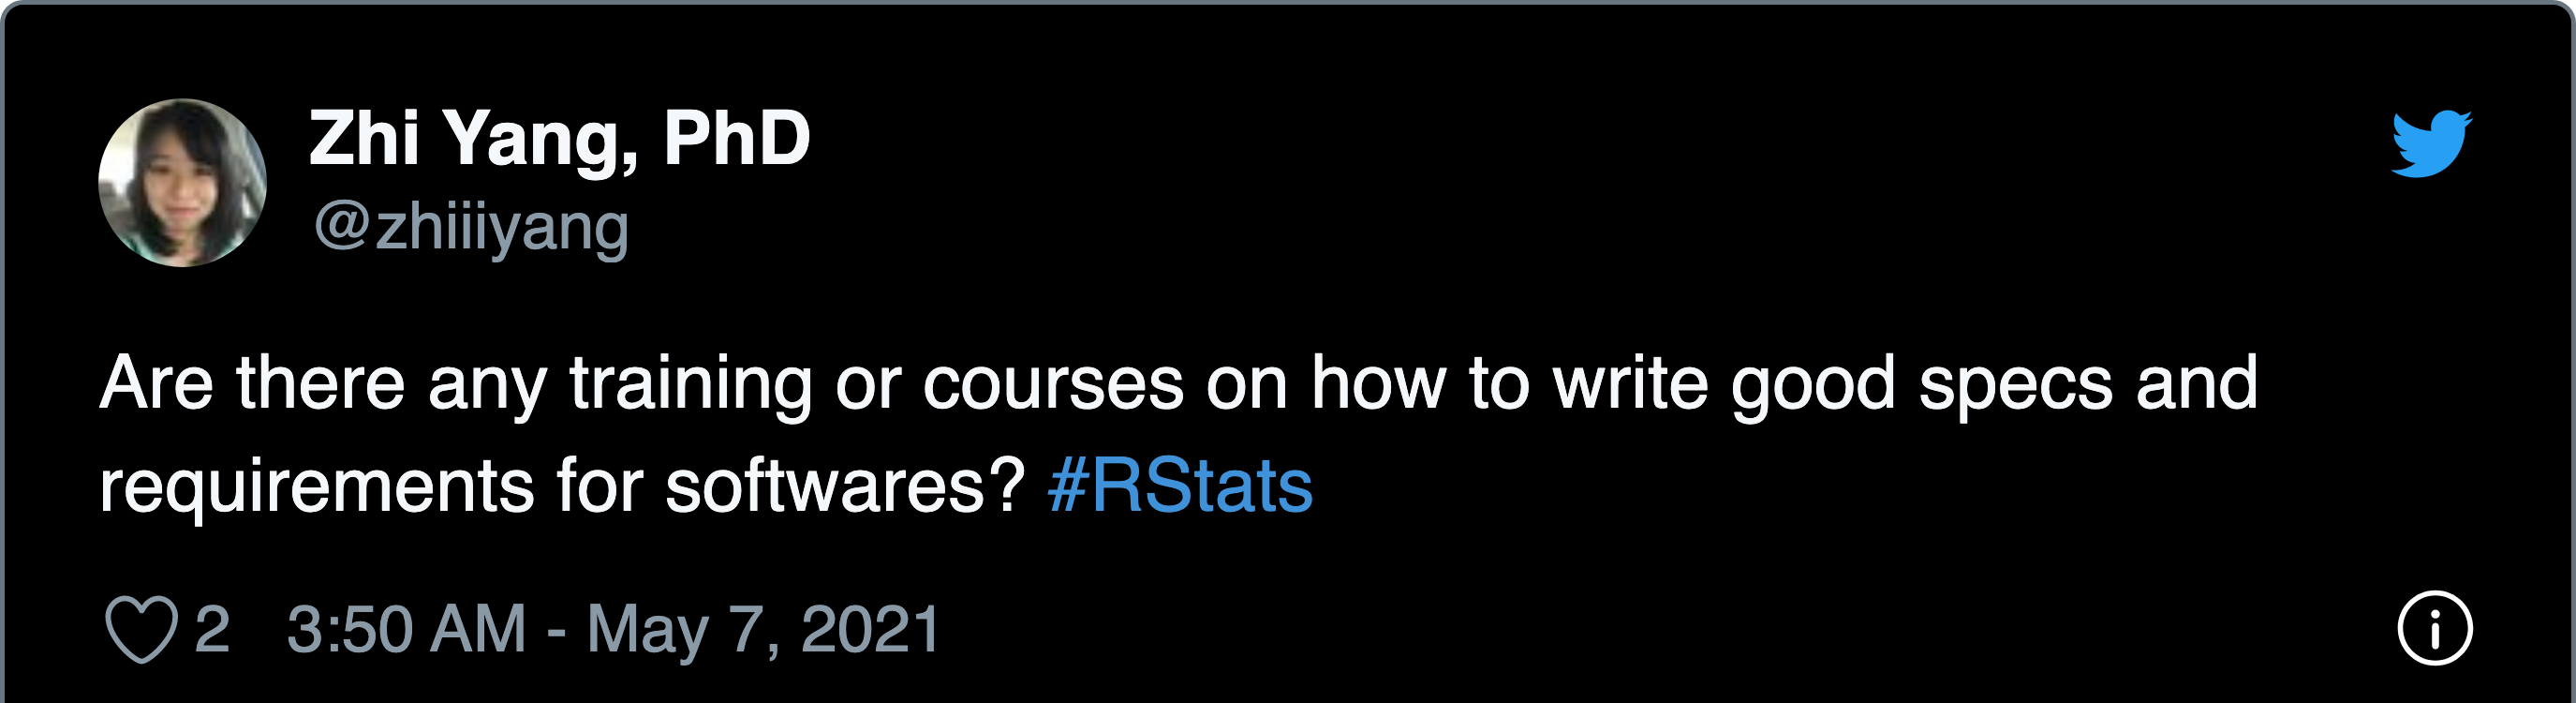 Zhi Yang, PhD
@zhiiiyang
Are there any training or courses on how to write good specs and
requirements for softwares? #RStats
2 3:50 AM - May 7, 2021